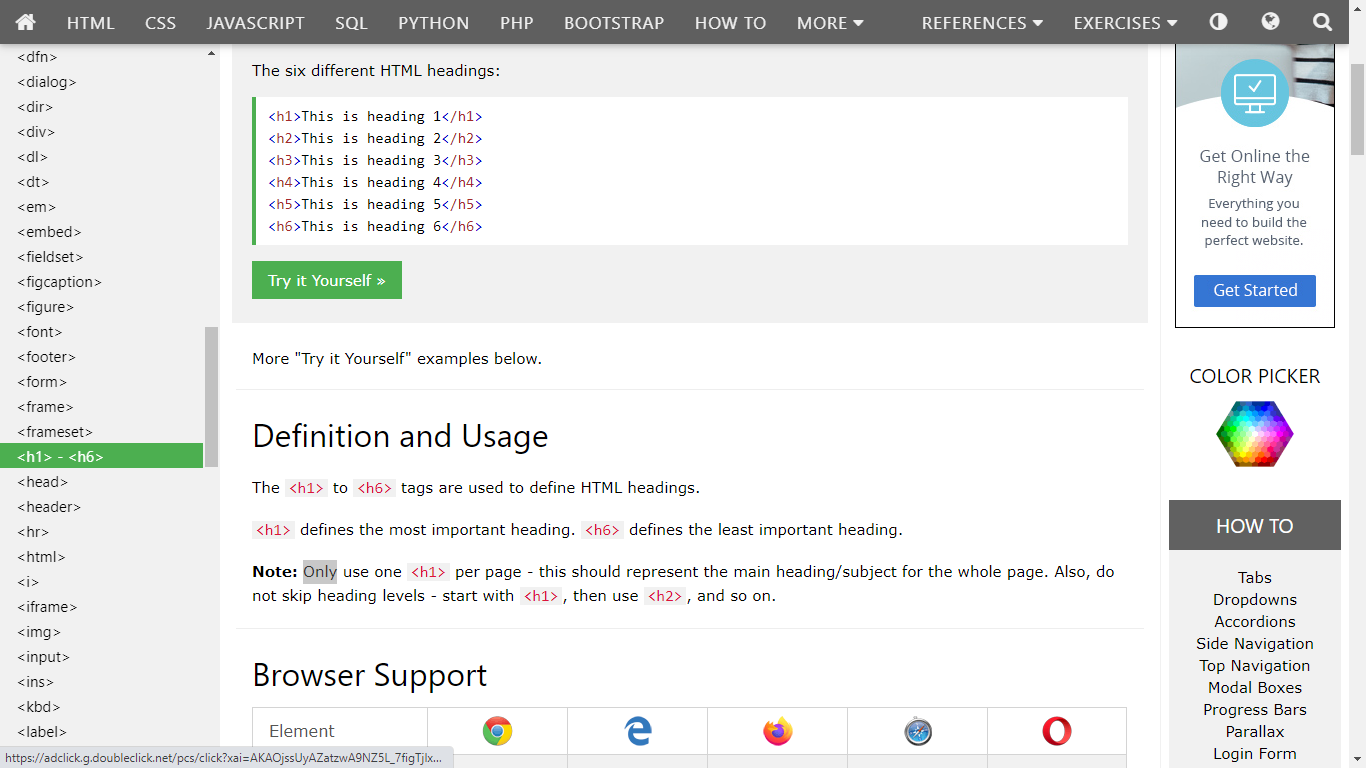 HTML CSS JAVASCRIPT SQL PYTHON PHP BOOTSTRAP HOW TO MORE REFERENCES EXERCISES
<dfn>
<dialog>
<dir>
<div>
<dl>
<dt>
<em>
<embed>
<fieldset>
<figcaption>
<figure>
<font>
<footer>
<form>
<frame>
<frameset>
<h1> - <h6>
<head>
<header>
<hr>
<html>
<i>
<iframe>
<img>
<input>
<ins>
<kbd>
<label>
The six different HTML headings:
<h1>This is heading 1</h1>
<h2>This is heading 2</h2>
<h3>This is heading 3</h3>
<h4>This is heading 4</h4>
<h5>This is heading 5</h5>
<h6>This is heading 6</h6>
Try it Yourself »
More "Try it Yourself" examples below.
Definition and Usage
The <h1> to <h6> tags are used to define HTML headings.
<h1> defines the most important heading. <h6> defines the least important heading.
Note: Only use one <h1> per page - this should represent the main heading/subject for the whole page. Also, do
not skip heading levels - start with <h1>, then use <h2>, and so on.
Browser Support
Element
Get Online the
Right Way
Everything you
need to build the
perfect website.
Get Started
COLOR PICKER
HOW TO
Tabs
Dropdowns
Accordions
Side Navigation
Top Navigation
Modal Boxes
Progress Bars
Parallax
Login Form
https://adclick.g.doubleclick.net/pcs/click?xai=AKAOjssUyAZatzwA9NZ5L_7figTjlx...